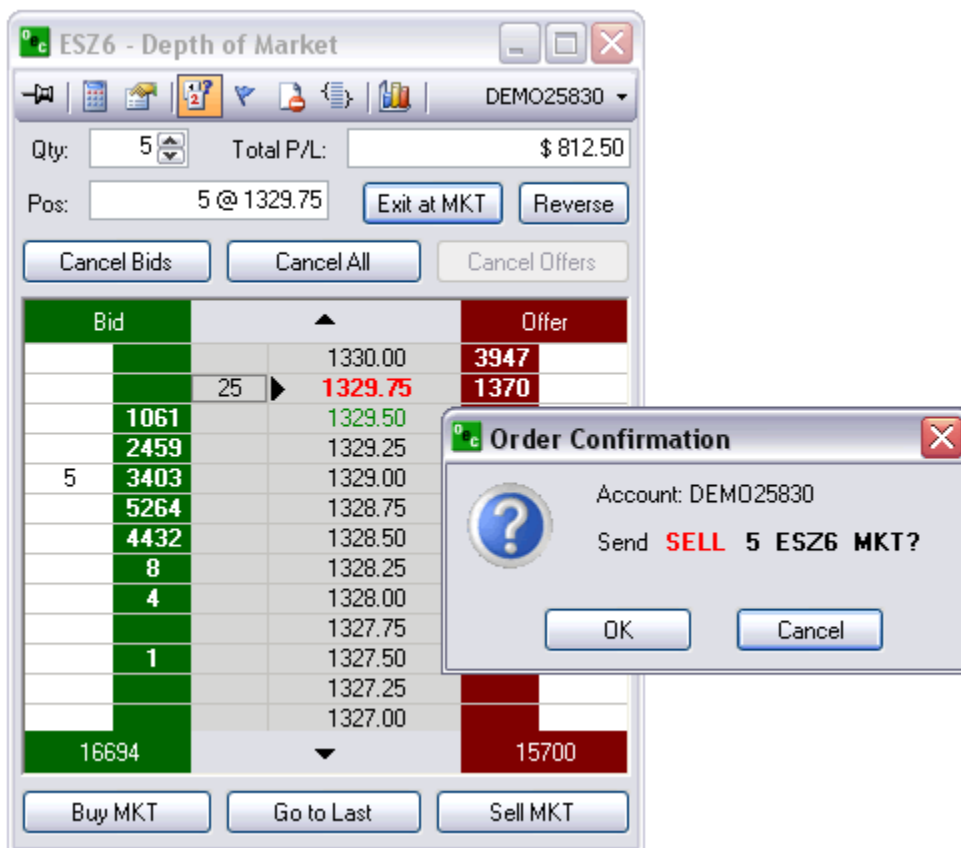 Oec ESZ6 - Depth of Market
DEMO25830
Qty: 5 Total P/L: $ 812.50
Pos: 5 @ 1329.75 Exit at MKT Reverse
Cancel Bids Cancel All Cancel Offers
Bid Offer
1330.00 3947
25 1329.75 1370
1061 1329.50
2459 1329.25
5 3403 1329.00
5264 1328.75
4432 1328.50
8 1328.25
4 1328.00
1327.75
1 1327.50
1327.25
1327.00
16694 15700
Buy MKT Go to Last Sell MKT
Oec Order Confirmation
Account: DEMO25830
Send SELL 5 ESZ6 MKT?
OK Cancel